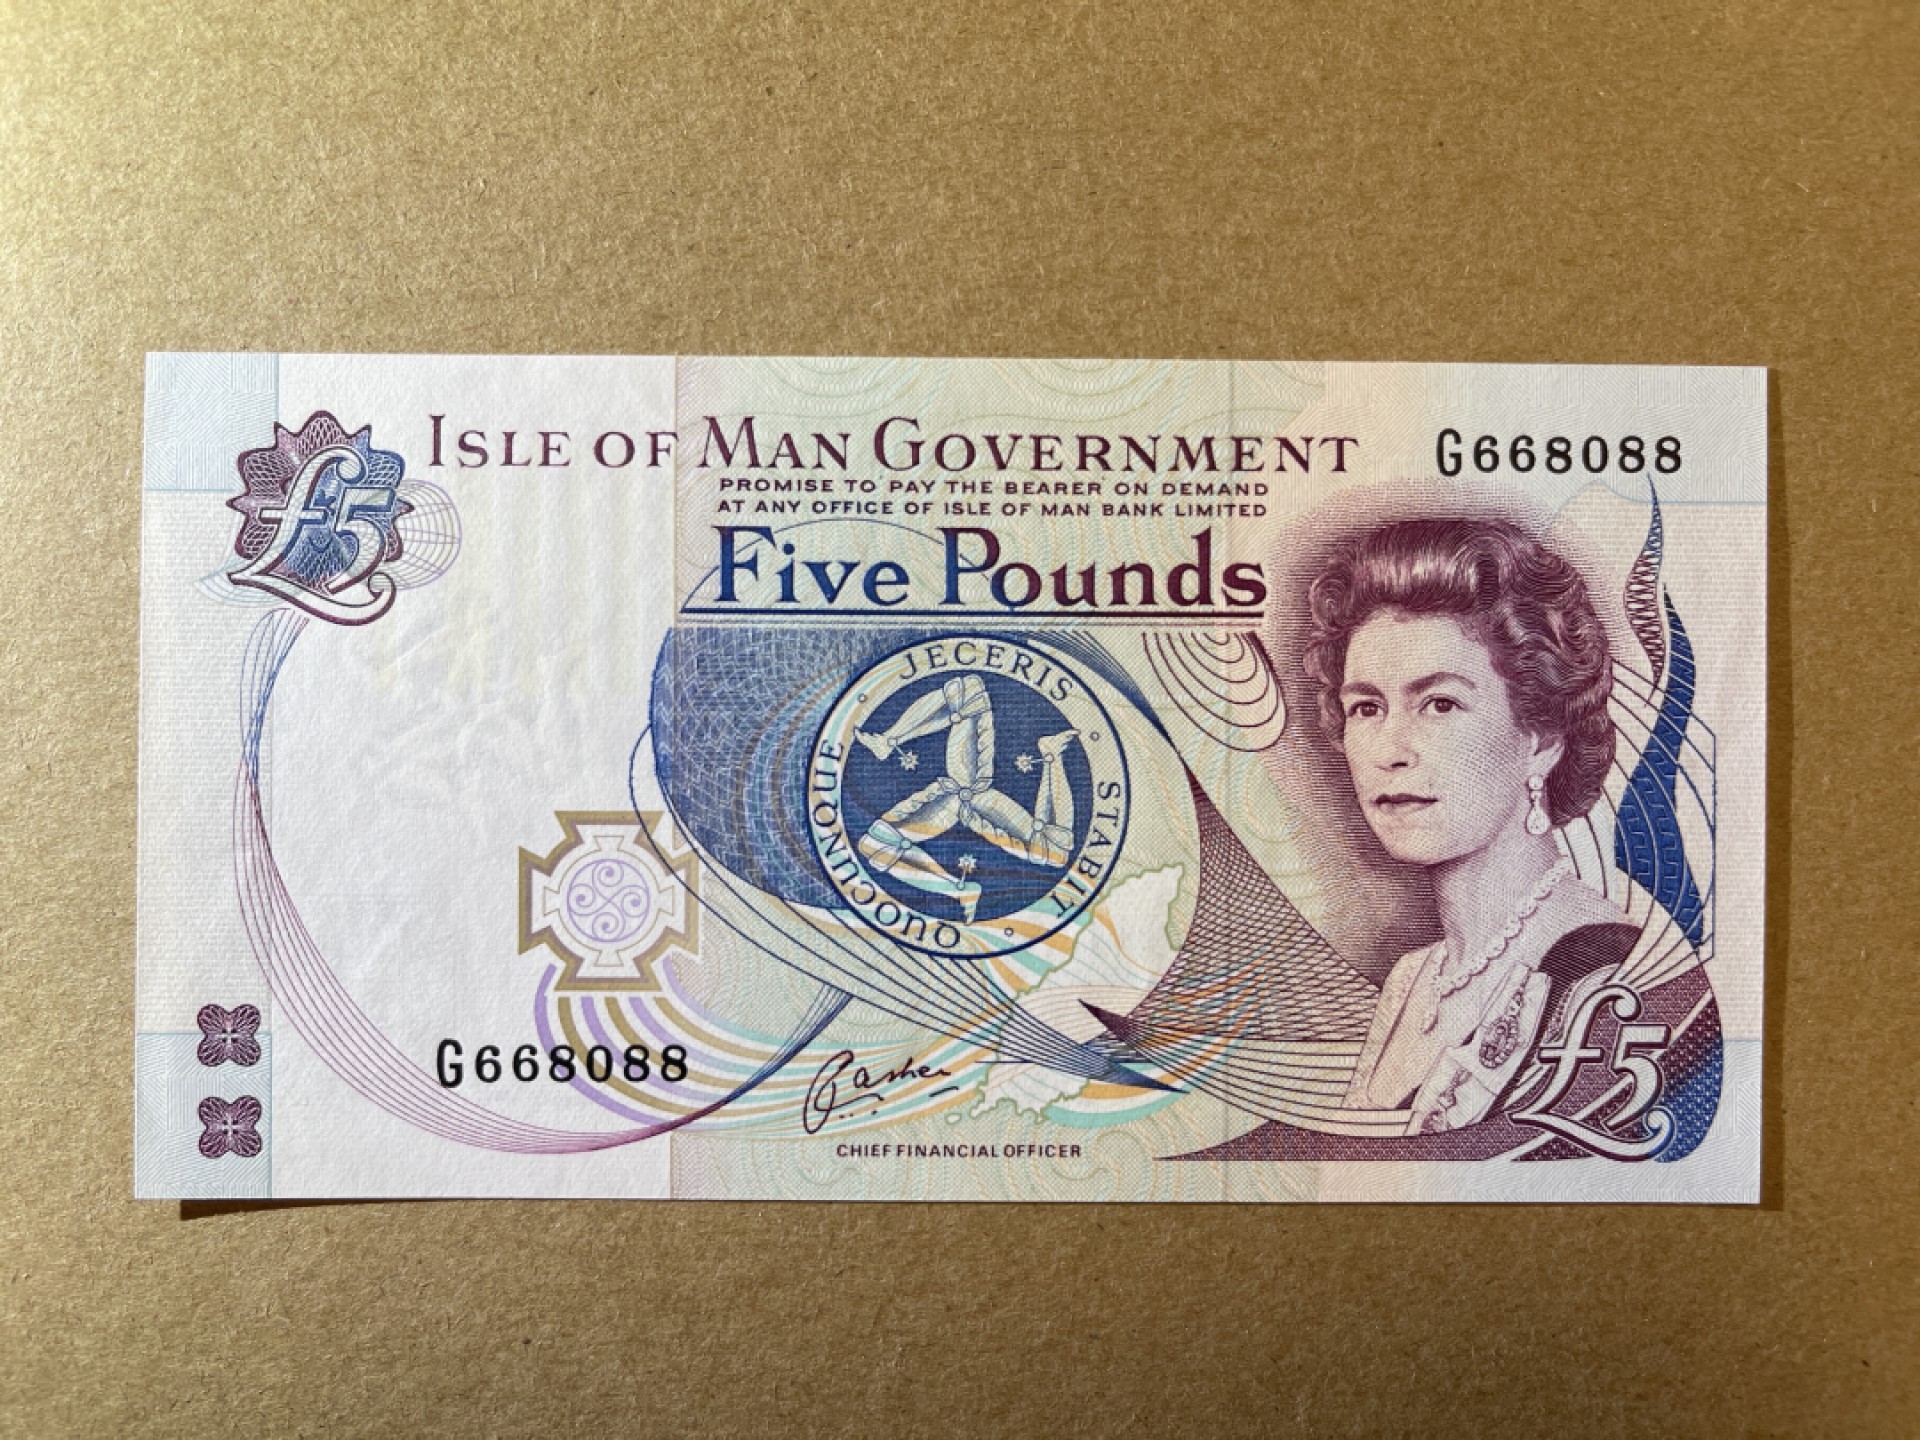 ISLE OF MAN GOVERNMENT
G668088
PROMISE TO PAY THE BEARER ON DEMAND
AT ANY OFFICE OF ISLE OF MAN BANK LIMITED
£5
Five Pounds
QUOCUNQUE JECERIS STABIT
G668088
£5
CHIEF FINANCIAL OFFICER